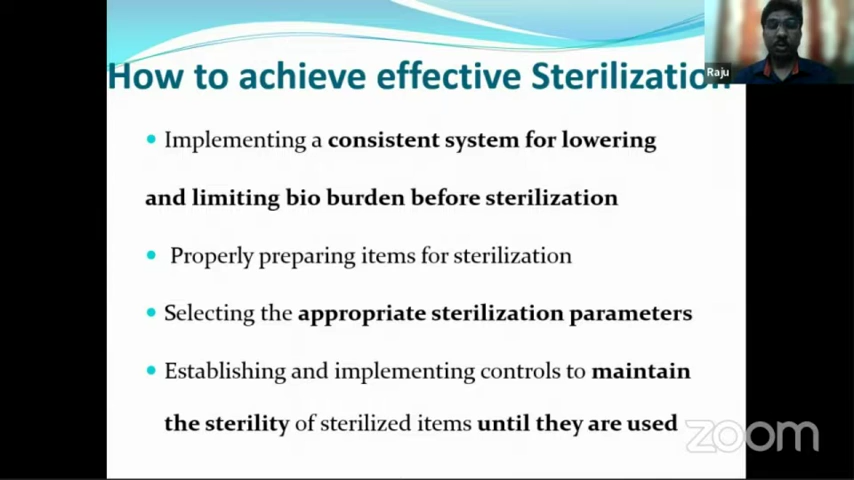 How to achieve effective Sterilization
Raju
• Implementing a consistent system for lowering
and limiting bio burden before sterilization
• Properly preparing items for sterilization
• Selecting the appropriate sterilization parameters
• Establishing and implementing controls to maintain
the sterility of sterilized items until they are used
zoom